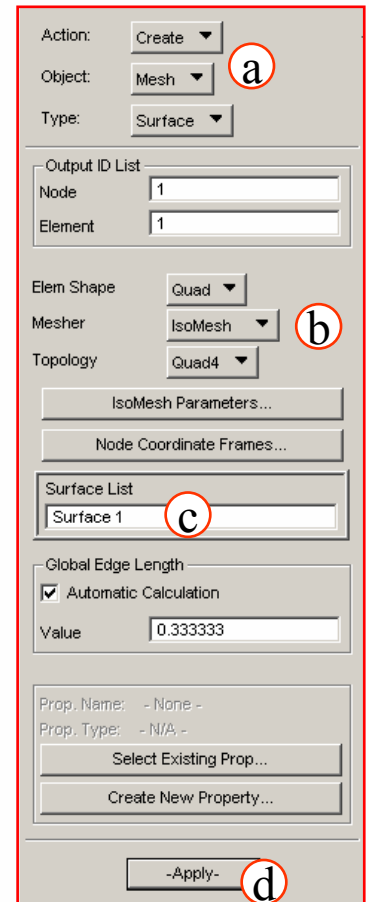 Action: Create
a
Object: Mesh
Type: Surface
Output ID List
Node 1
Element 1
Elem Shape Quad
Mesher IsoMesh
b
Topology Quad4
IsoMesh Parameters...
Node Coordinate Frames...
Surface List
Surface 1
c
Global Edge Length
Automatic Calculation
Value 0.333333
Prop. Name: - None -
Prop. Type: - N/A -
Select Existing Prop...
Create New Property...
-Apply-
d